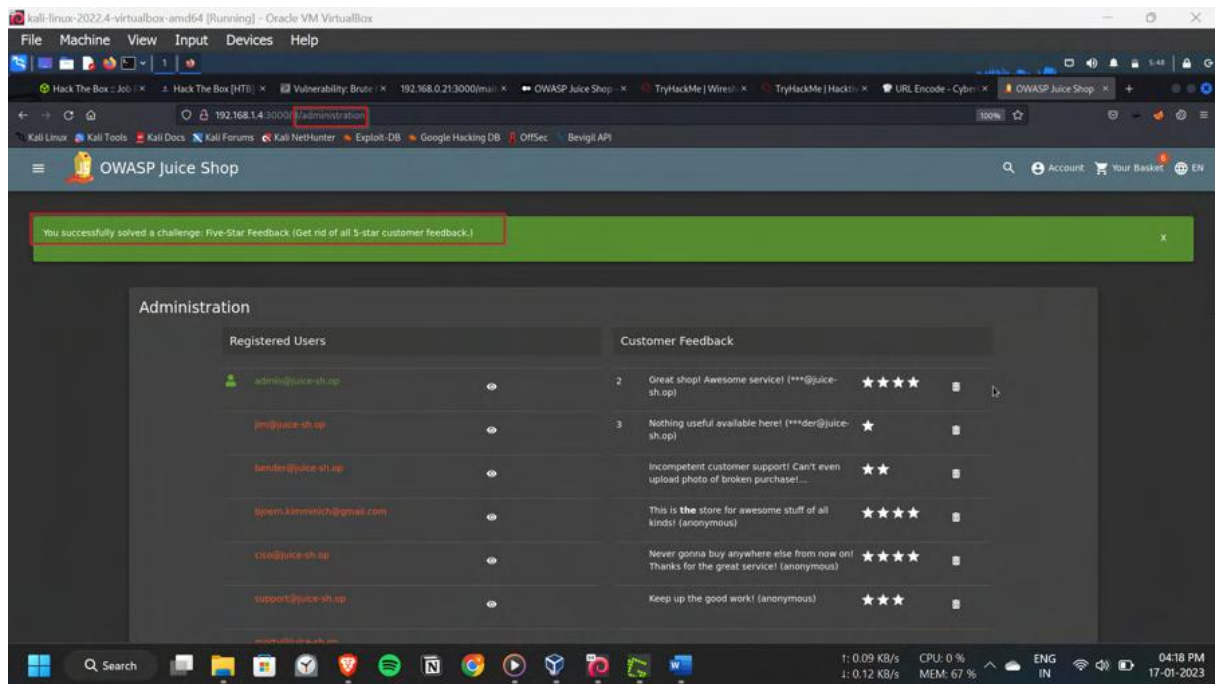 kali-linux-2022.4-virtualbox-amd64 [Running] - Oracle VM VirtualBox
File Machine View Input Devices Help
1
5:48
Hack The Box :: Job
Hack The Box [HTB]
Vulnerability: Brute
192.168.0.21:3000/mai
OWASP Juice Shop
TryHackMe | Wiresh
TryHackMe | Hacktiv
URL Encode - Cyber
OWASP Juice Shop
192.168.1.4:3000/#/administration
100%
Kali Linux Kali Tools Kali Docs Kali Forums Kali NetHunter Exploit-DB Google Hacking DB OffSec Bevigil API
OWASP Juice Shop
Account Your Basket 6 EN
You successfully solved a challenge: Five-Star Feedback (Get rid of all 5-star customer feedback.)
X
Administration
Registered Users
Customer Feedback
admin@juice-sh.op
2 Great shop! Awesome service! (***@juice-
sh.op)
jim@juice-sh.op
3 Nothing useful available here! (***der@juice-
sh.op)
bender@juice-sh.op
Incompetent customer support! Can't even
upload photo of broken purchase!...
bjoern.kimminich@gmail.com
This is the store for awesome stuff of all
kinds! (anonymous)
ciso@juice-sh.op
Never gonna buy anywhere else from now on!
Thanks for the great service! (anonymous)
support@juice-sh.op
Keep up the good work! (anonymous)
morty@juice-sh.op
Search
↑: 0.09 KB/s
↓: 0.12 KB/s
CPU: 0 %
MEM: 67 %
ENG
IN
04:18 PM
17-01-2023